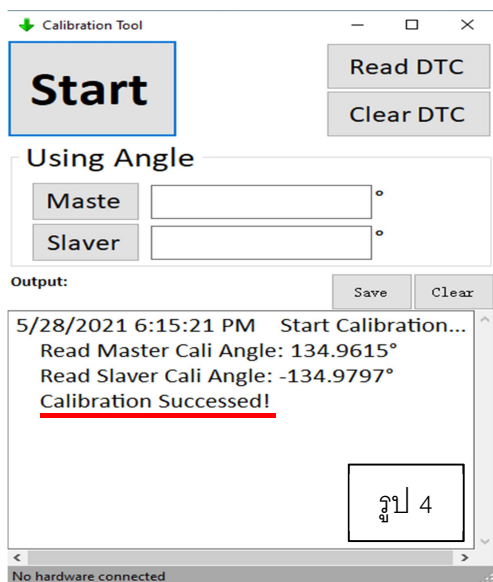 Calibration Tool
Start
Read DTC
Clear DTC
Using Angle
Maste
°
Slaver
°
Output:
Save
Clear
5/28/2021 6:15:21 PM Start Calibration...
Read Master Cali Angle: 134.9615°
Read Slaver Cali Angle: -134.9797°
Calibration Successed!
รูป 4
No hardware connected